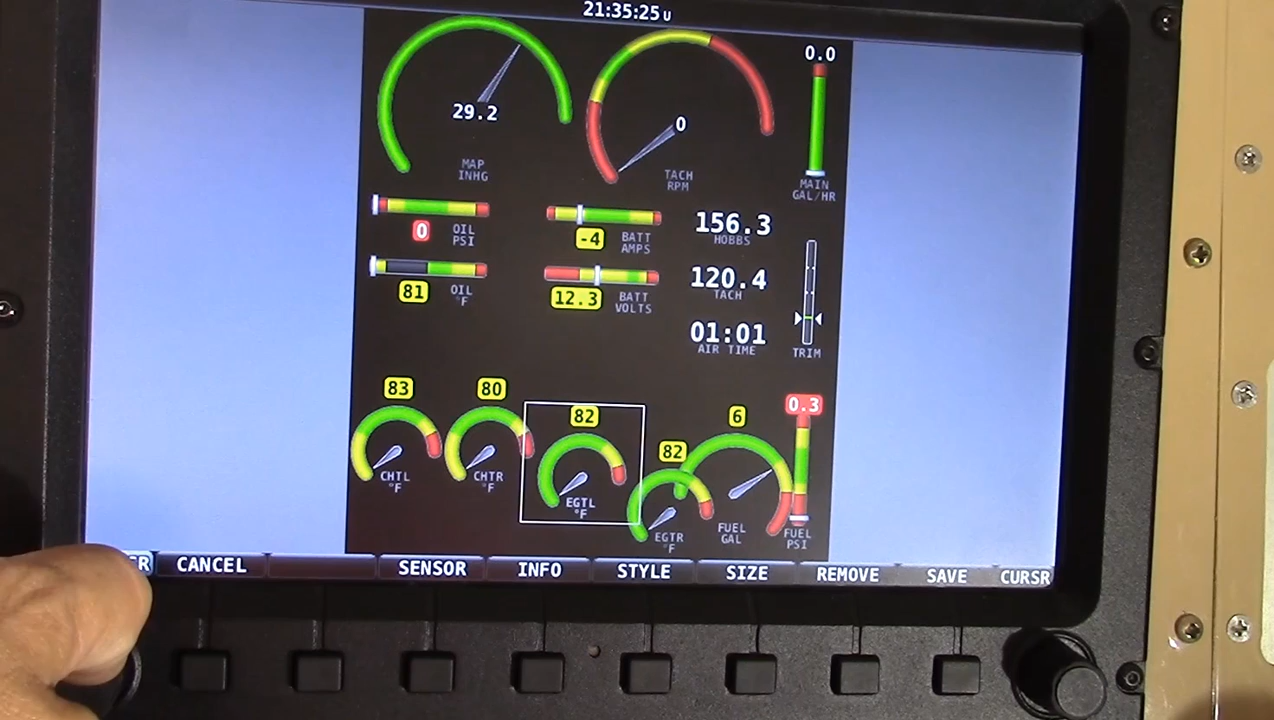 21:35:25U
0.0
29.2
0
MAP
INHG
TACH
RPM
MAIN
GAL/HR
0
OIL
PSI
-4
BATT
AMPS
156.3
HOBBS
81
OIL
°F
12.3
BATT
VOLTS
120.4
TACH
01:01
AIR TIME
TRIM
83
80
82
82
6
0.3
CHTL
°F
CHTR
°F
EGTL
°F
EGTR
°F
FUEL
GAL
FUEL
PSI
CANCEL
SENSOR
INFO
STYLE
SIZE
REMOVE
SAVE
CURSR